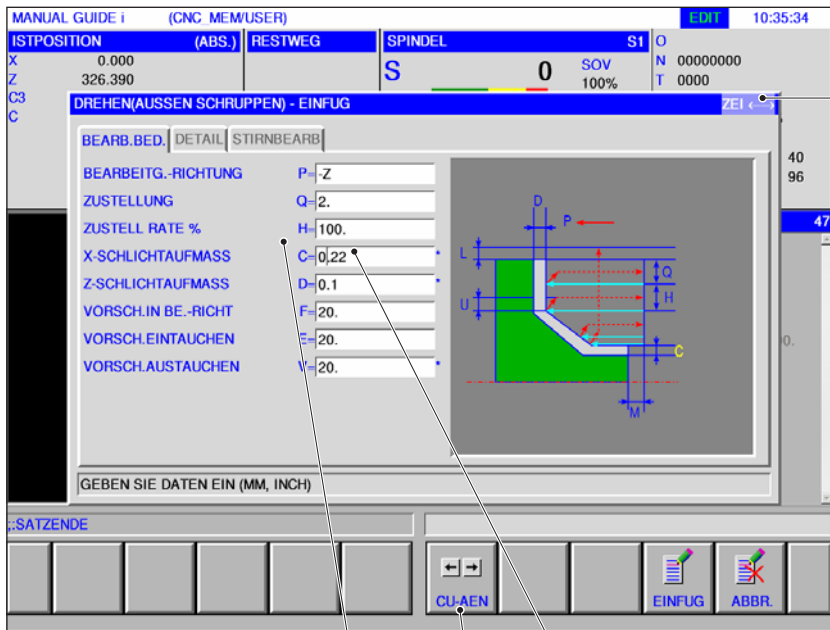 MANUAL GUIDE i (CNC_MEM/USER) EDIT 10:35:34
ISTPOSITION (ABS.) RESTWEG SPINDEL S1 O
X 0.000 S 0 SOV N 00000000
Z 326.390 100% T 0000
C3
C
DREHEN(AUSSEN SCHRUPPEN) - EINFUG ZEI
BEARB.BED. DETAIL STIRNBEARB
BEARBEITG.-RICHTUNG P= -Z
ZUSTELLUNG Q= 2.
ZUSTELL RATE % H= 100.
X-SCHLICHTAUFMASS C= 0.22 *
Z-SCHLICHTAUFMASS D= 0.1 *
VORSCH.IN BE.-RICHT F= 20.
VORSCH.EINTAUCHEN E= 20.
VORSCH.AUSTAUCHEN V= 20. *
D
P
L
Q
U
H
C
M
40
96
47
0.
GEBEN SIE DATEN EIN (MM, INCH)
;:SATZENDE
CU-AEN EINFUG ABBR.